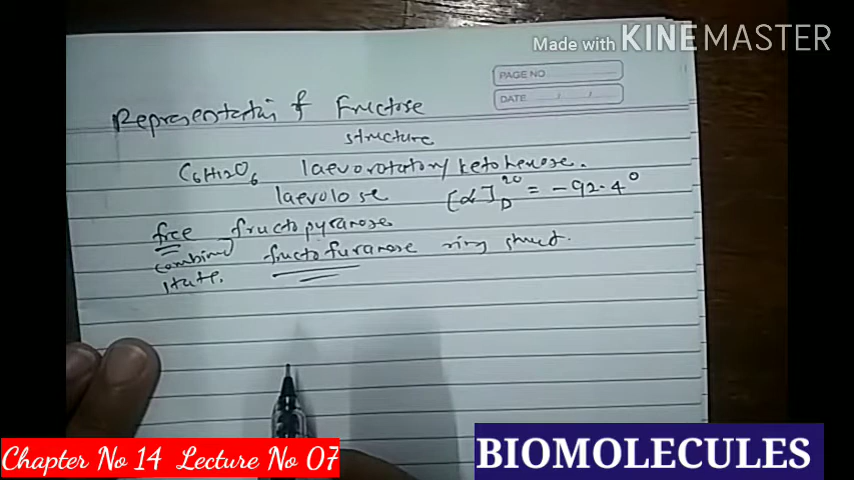 Made with KINEMASTER
PAGE NO
DATE / /
Representation of Fructose
structure
C6H12O6 laevorotatory ketohexose.
laevolose [α]D20 = -92.4°
free fructopyranose
combined fructofuranose ring struct.
state.
Chapter No 14 Lecture No 07
BIOMOLECULES